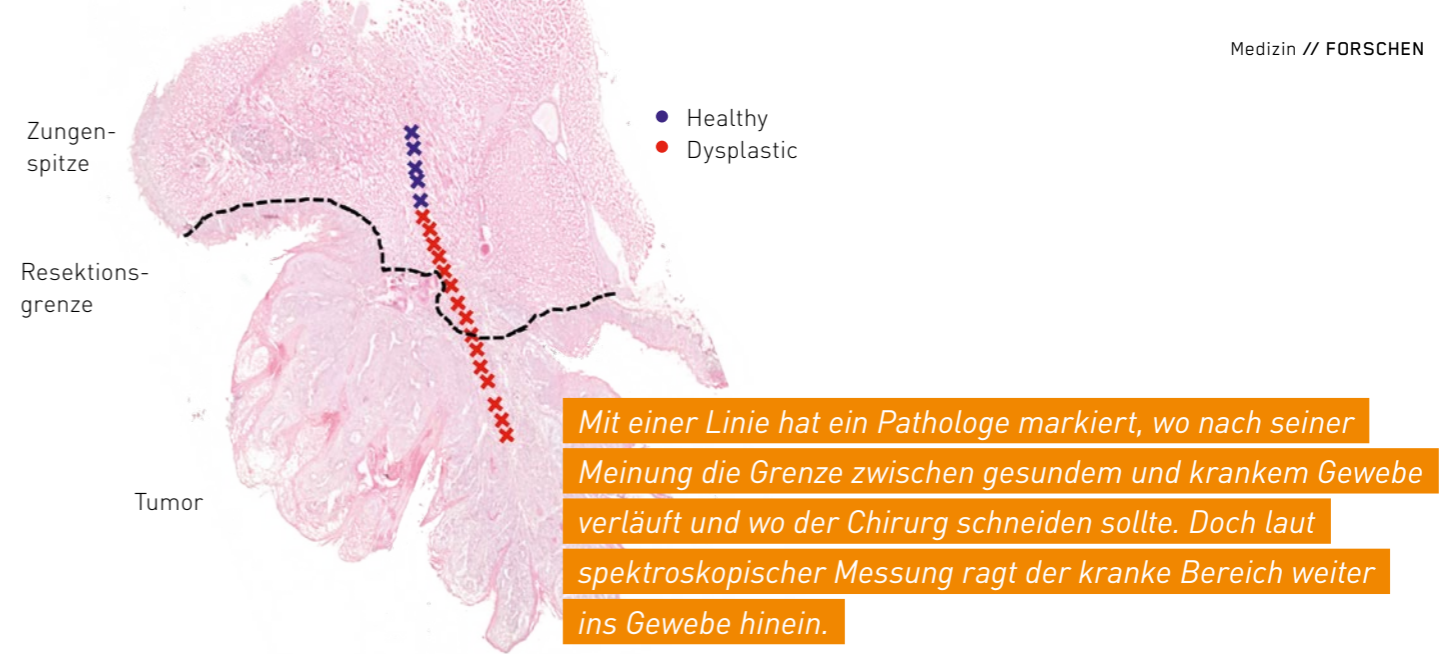 Medizin // FORSCHEN
Zungen-
spitze
Healthy
Dysplastic
Resektions-
grenze
Tumor
Mit einer Linie hat ein Pathologe markiert, wo nach seiner
Meinung die Grenze zwischen gesundem und krankem Gewebe
verläuft und wo der Chirurg schneiden sollte. Doch laut
spektroskopischer Messung ragt der kranke Bereich weiter
ins Gewebe hinein.